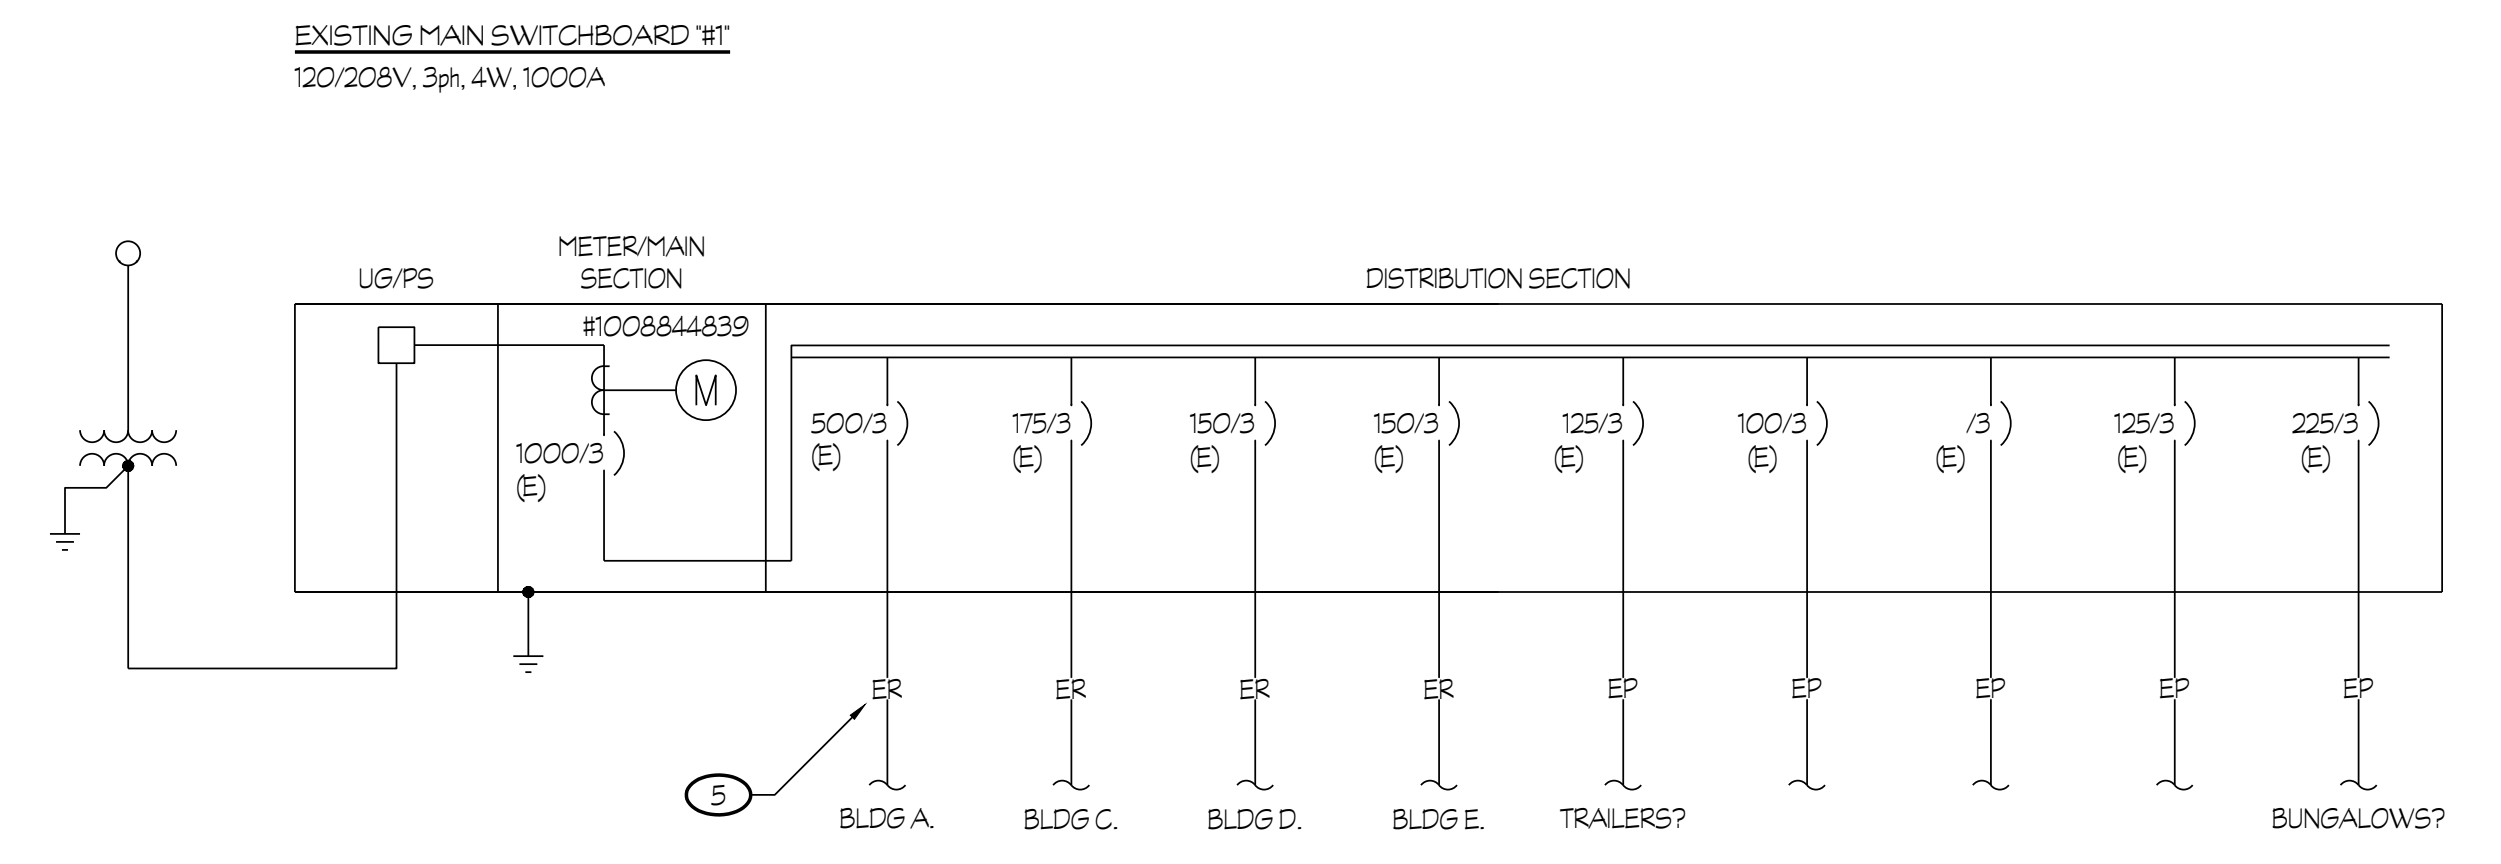 EXISTING MAIN SWITCHBOARD "#1"
120/208V, 3ph, 4W, 1000A
METER/MAIN
UG/PS SECTION DISTRIBUTION SECTION
#1008844839
M
500/3 175/3 150/3 150/3 125/3 100/3 /3 125/3 225/3
1000/3
(E) (E) (E) (E) (E) (E) (E) (E) (E)
(E)
ER ER ER ER EP EP EP EP EP
5
BLDG A. BLDG C. BLDG D. BLDG E. TRAILERS? BUNGALOWS?